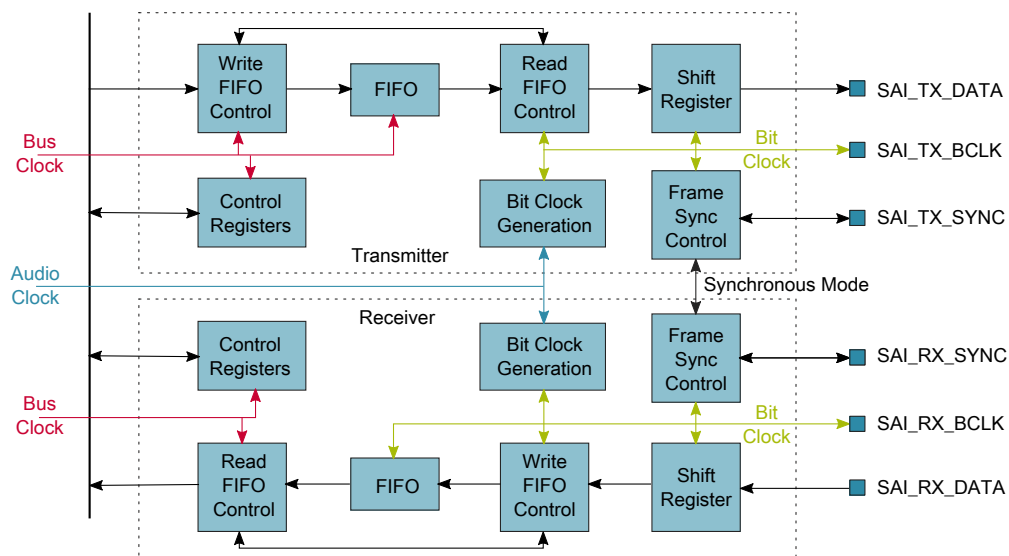 Write
FIFO
Control
FIFO
Read
FIFO
Control
Shift
Register
SAI_TX_DATA
Bus
Clock
Bit
Clock
SAI_TX_BCLK
Control
Registers
Bit Clock
Generation
Frame
Sync
Control
SAI_TX_SYNC
Transmitter
Audio
Clock
Synchronous Mode
Receiver
Control
Registers
Bit Clock
Generation
Frame
Sync
Control
SAI_RX_SYNC
Bus
Clock
Bit
Clock
SAI_RX_BCLK
Read
FIFO
Control
FIFO
Write
FIFO
Control
Shift
Register
SAI_RX_DATA